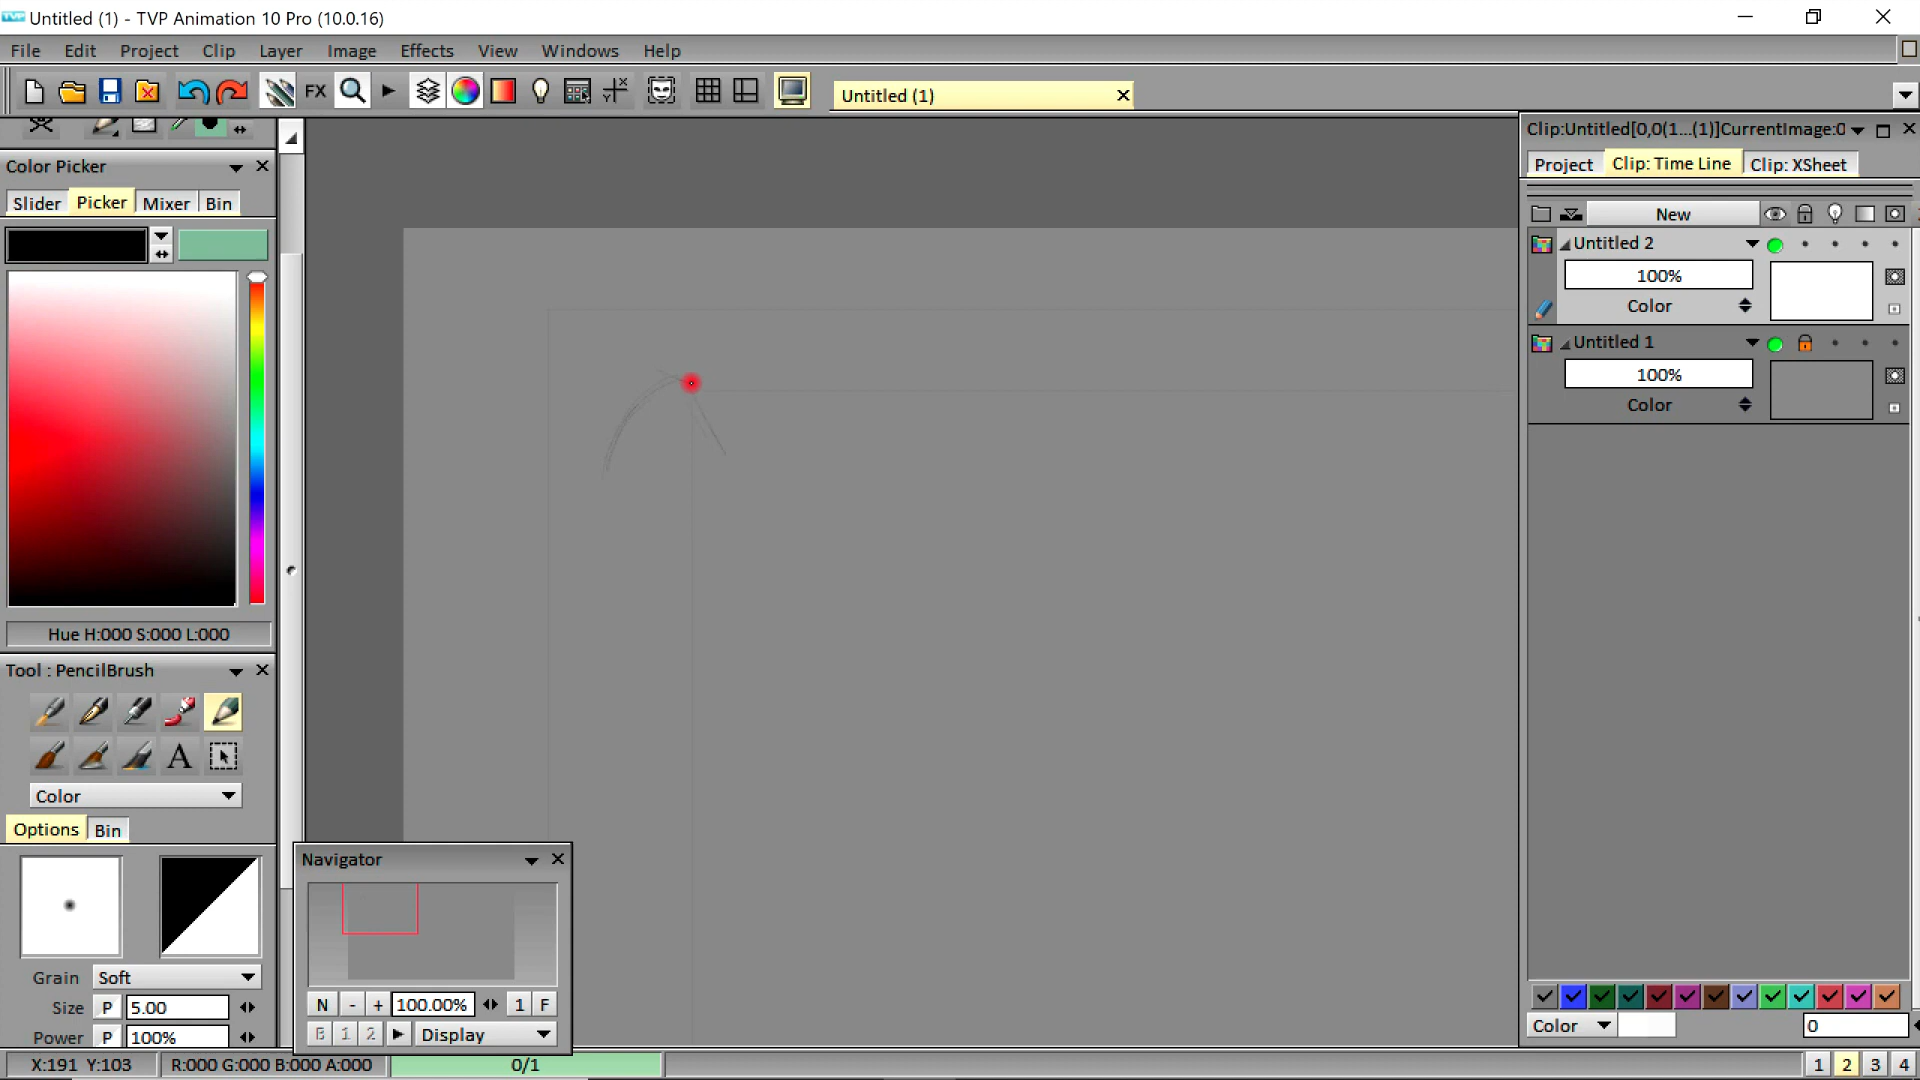 TVP Untitled (1) - TVP Animation 10 Pro (10.0.16)
File Edit Project Clip Layer Image Effects View Windows Help
FX
Untitled (1)
Clip:Untitled[0,0(1...(1)]CurrentImage:0
Project Clip: Time Line Clip: XSheet
New
Untitled 2
100%
Color
Untitled 1
100%
Color
Color 0
Color Picker
Slider Picker Mixer Bin
Hue H:000 S:000 L:000
Tool : PencilBrush
A
Color
Options Bin
Grain Soft
Size P 5.00
Power P 100%
Navigator
N - + 100.00% 1 F
B 1 2 Display
X:191 Y:103 R:000 G:000 B:000 A:000 0/1 1 2 3 4